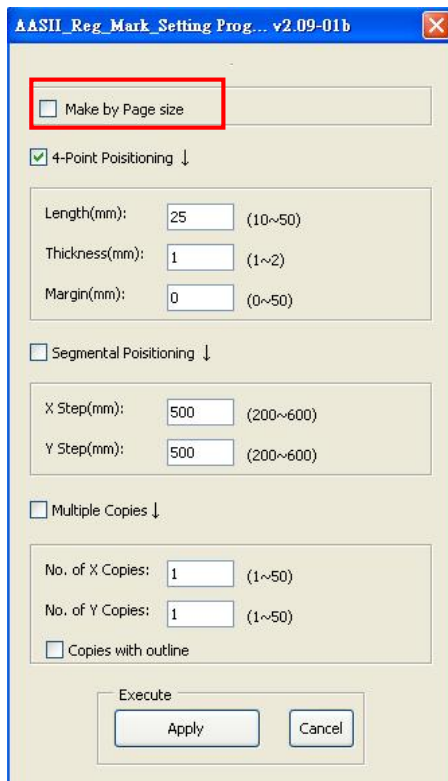 AASII_Reg_Mark_Setting Prog... v2.09-01b
Make by Page size
4-Point Poisitioning ↓
Length(mm): 25 (10~50)
Thickness(mm): 1 (1~2)
Margin(mm): 0 (0~50)
Segmental Poisitioning ↓
X Step(mm): 500 (200~600)
Y Step(mm): 500 (200~600)
Multiple Copies↓
No. of X Copies: 1 (1~50)
No. of Y Copies: 1 (1~50)
Copies with outline
Execute
Apply Cancel